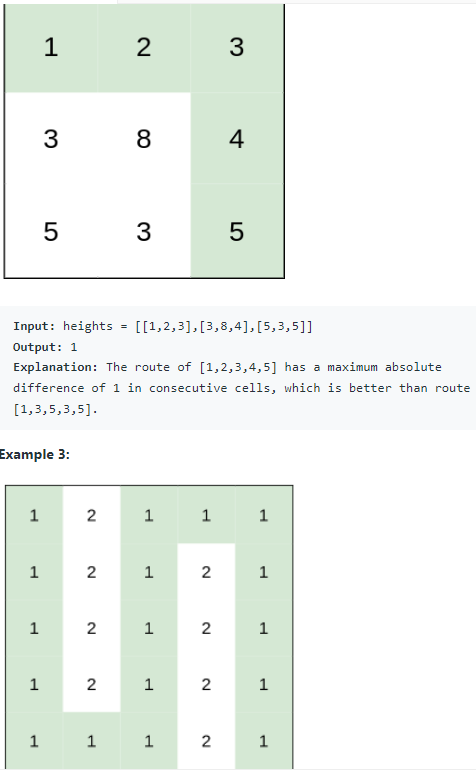 1 2 3
3 8 4
5 3 5
Input: heights = [[1,2,3],[3,8,4],[5,3,5]]
Output: 1
Explanation: The route of [1,2,3,4,5] has a maximum absolute
difference of 1 in consecutive cells, which is better than route
[1,3,5,3,5].
Example 3:
1 2 1 1 1
1 2 1 2 1
1 2 1 2 1
1 2 1 2 1
1 1 1 2 1